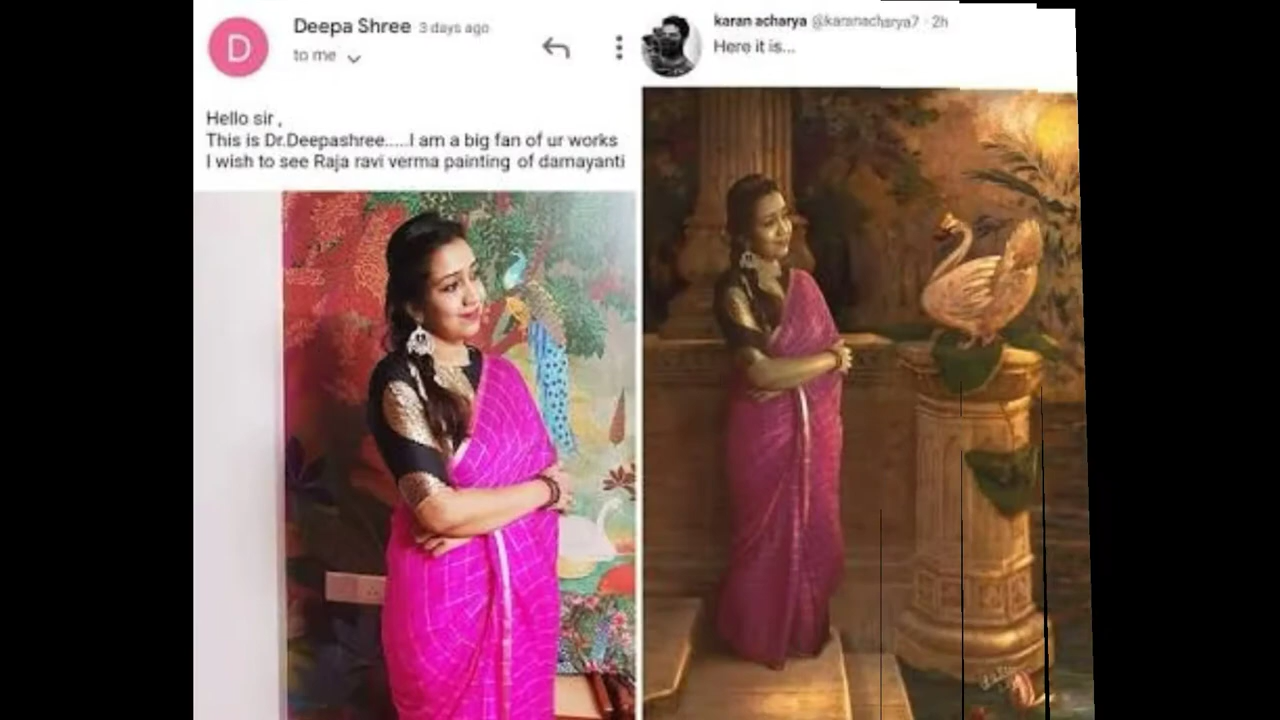 D
Deepa Shree 3 days ago
to me
Hello sir ,
This is Dr.Deepashree.....I am a big fan of ur works
I wish to see Raja ravi verma painting of damayanti
karan acharya @karanacharya7 · 2h
Here it is...